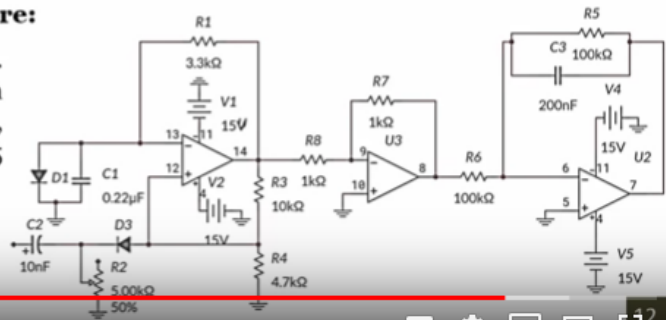 re:
R1
3.3kΩ
V1
15V
13
11
14
12
4
V2
15V
D1
C1
0.22µF
C2
10nF
D3
R2
5.00kΩ
50%
R3
10kΩ
R4
4.7kΩ
R8
1kΩ
R7
1kΩ
U3
9
10
8
R6
100kΩ
R5
100kΩ
C3
200nF
V4
15V
U2
6
11
5
4
7
V5
15V
12